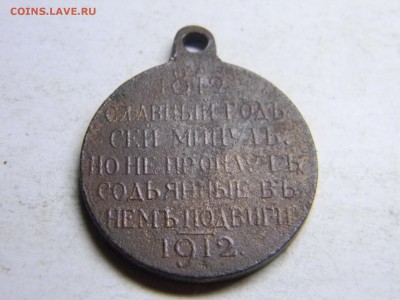 COINS.LAVE.RU
1812
СЛАВНЫЙ ГОДЪ
СЕЙ МИНУЛЪ.
НО НЕ ПРОЙДУТЪ
СОДѢЯННЫЕ ВЪ
НЕМЪ ПОДВИГИ
1912.